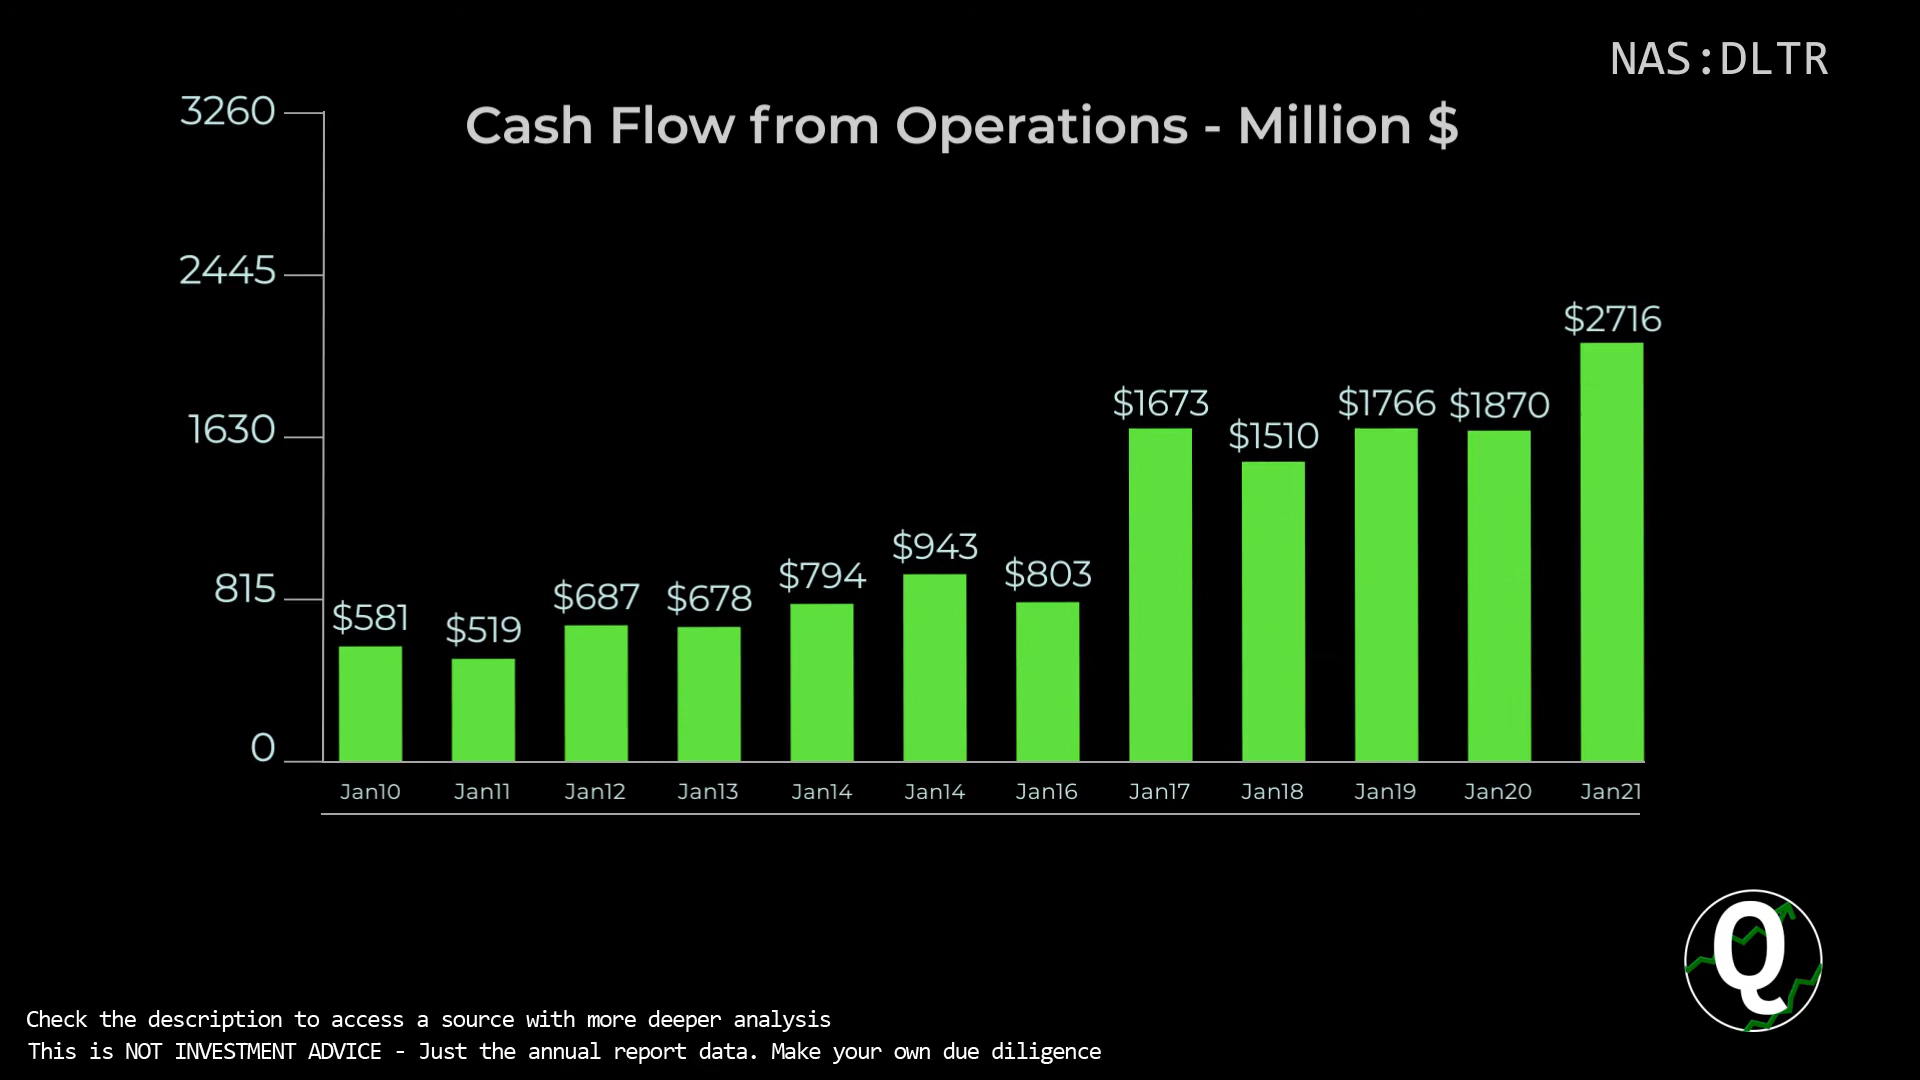 NAS:DLTR
Cash Flow from Operations - Million $
3260
2445
1630
815
0
$581
$519
$687
$678
$794
$943
$803
$1673
$1510
$1766
$1870
$2716
Jan10
Jan11
Jan12
Jan13
Jan14
Jan14
Jan16
Jan17
Jan18
Jan19
Jan20
Jan21
Q
Check the description to access a source with more deeper analysis
This is NOT INVESTMENT ADVICE - Just the annual report data. Make your own due diligence